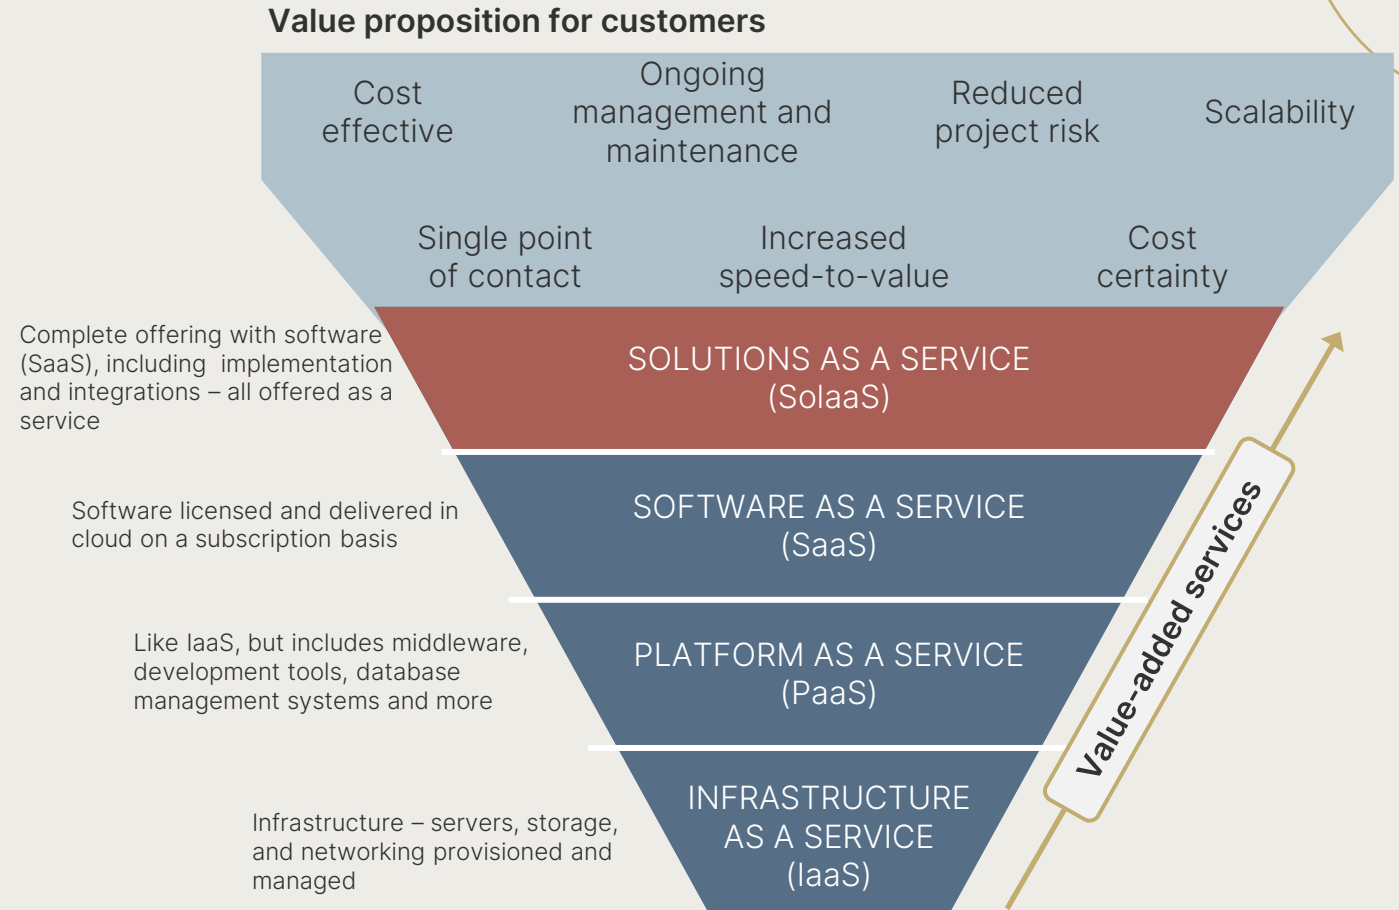 Value proposition for customers
Cost
effective
Ongoing
management and
maintenance
Reduced
project risk
Scalability
Single point
of contact
Increased
speed-to-value
Cost
certainty
Complete offering with software
(SaaS), including  implementation
and integrations – all offered as a
service
SOLUTIONS AS A SERVICE
(SolaaS)
Software licensed and delivered in
cloud on a subscription basis
SOFTWARE AS A SERVICE
(SaaS)
Like IaaS, but includes middleware,
development tools, database
management systems and more
PLATFORM AS A SERVICE
(PaaS)
Infrastructure – servers, storage,
and networking provisioned and
managed
INFRASTRUCTURE
AS A SERVICE
(IaaS)
Value-added services